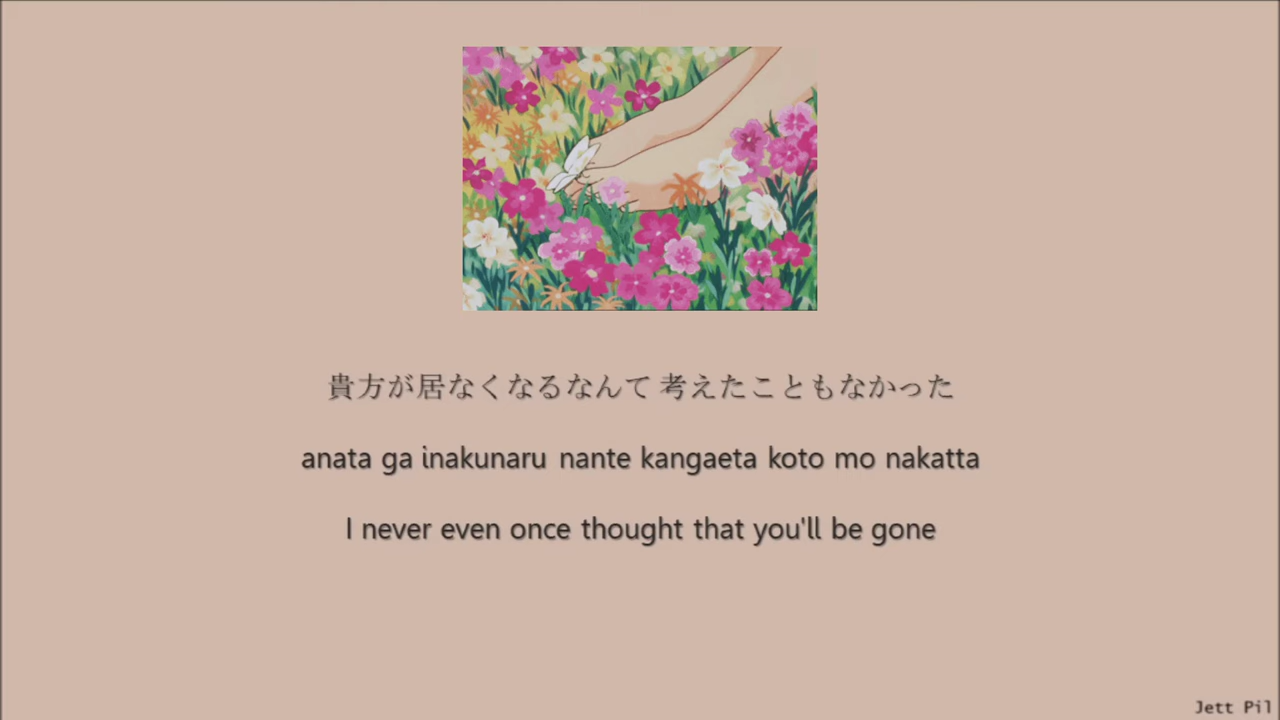 貴方が居なくなるなんて 考えたこともなかった
anata ga inakunaru nante kangaeta koto mo nakatta
I never even once thought that you'll be gone
Jett Pil